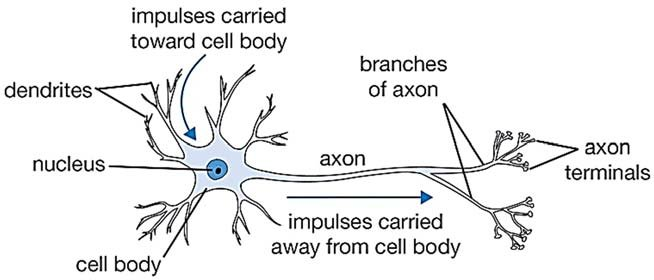 impulses carried
toward cell body
branches
of axon
dendrites
axon
terminals
nucleus
axon
impulses carried
away from cell body
cell body